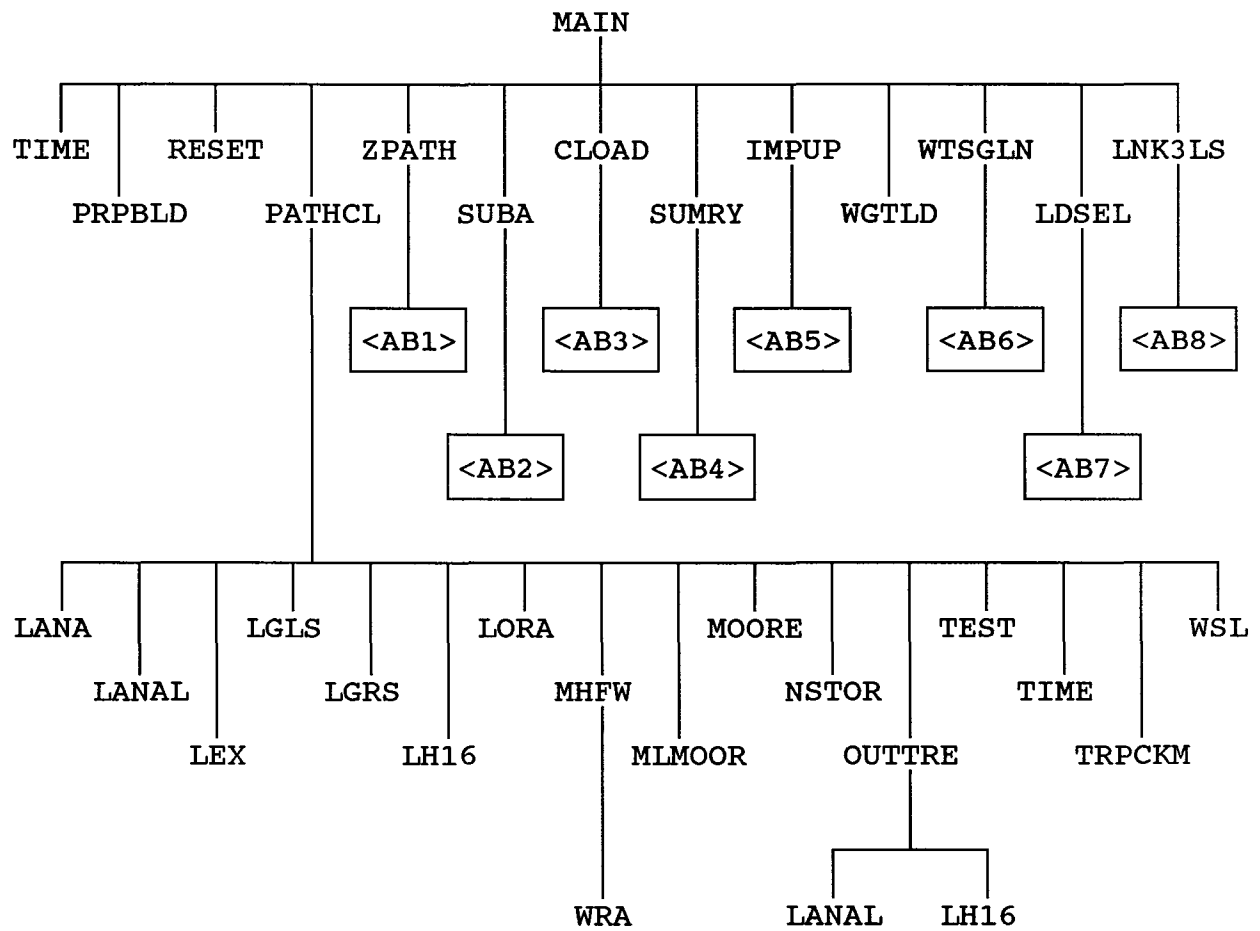 MAIN
TIME RESET ZPATH CLOAD IMPUP WTSGLN LNK3LS
PRPBLD PATHCL SUBA SUMRY WGTLD LDSEL
<AB1> <AB3> <AB5> <AB6> <AB8>
<AB2> <AB4> <AB7>
LANA LGLS LORA MOORE TEST WSL
LANAL LGRS MHFW NSTOR TIME
LEX LH16 MLMOOR OUTTRE TRPCKM
WRA LANAL LH16